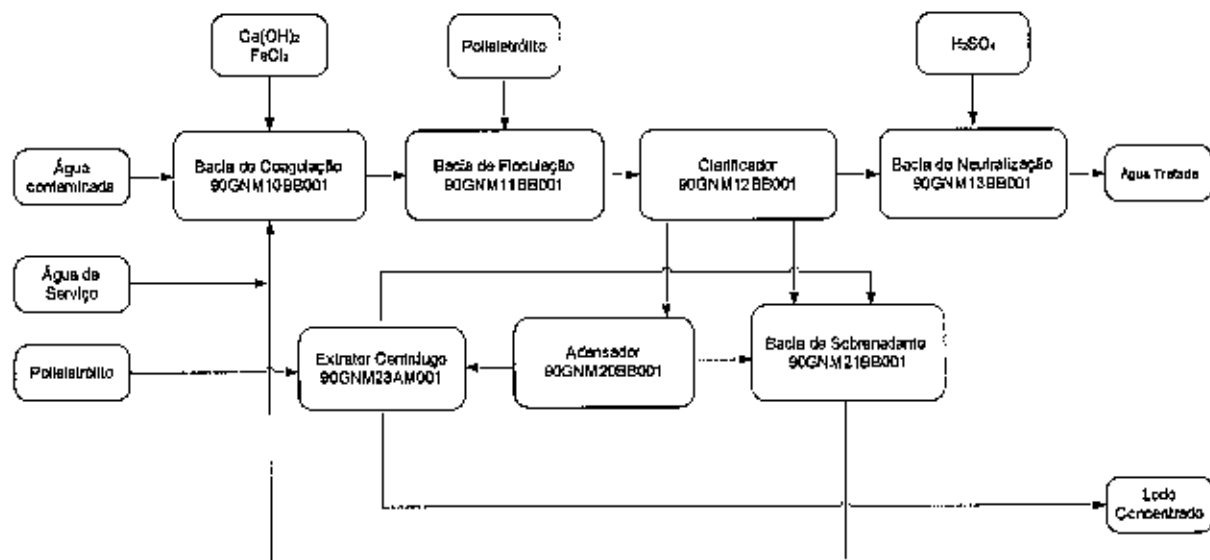 Ca(OH)₂
FeCl₃
Polieletrólito
H₂SO₄
Água
contaminada
Bacia de Coagulação
90GNM10BB001
Bacia de Floculação
90GNM11BB001
Clarificador
90GNM12BB001
Bacia de Neutralização
90GNM13BB001
Água Tratada
Água de
Serviço
Polieletrólito
Extrator Centrífugo
90GNM23AM001
Adensador
90GNM20BB001
Bacia de Sobrenadante
90GNM21BB001
Lodo
Concentrado